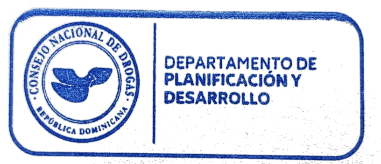 CONSEJO NACIONAL DE DROGAS
REPÚBLICA DOMINICANA
DEPARTAMENTO DE
PLANIFICACIÓN Y
DESARROLLO